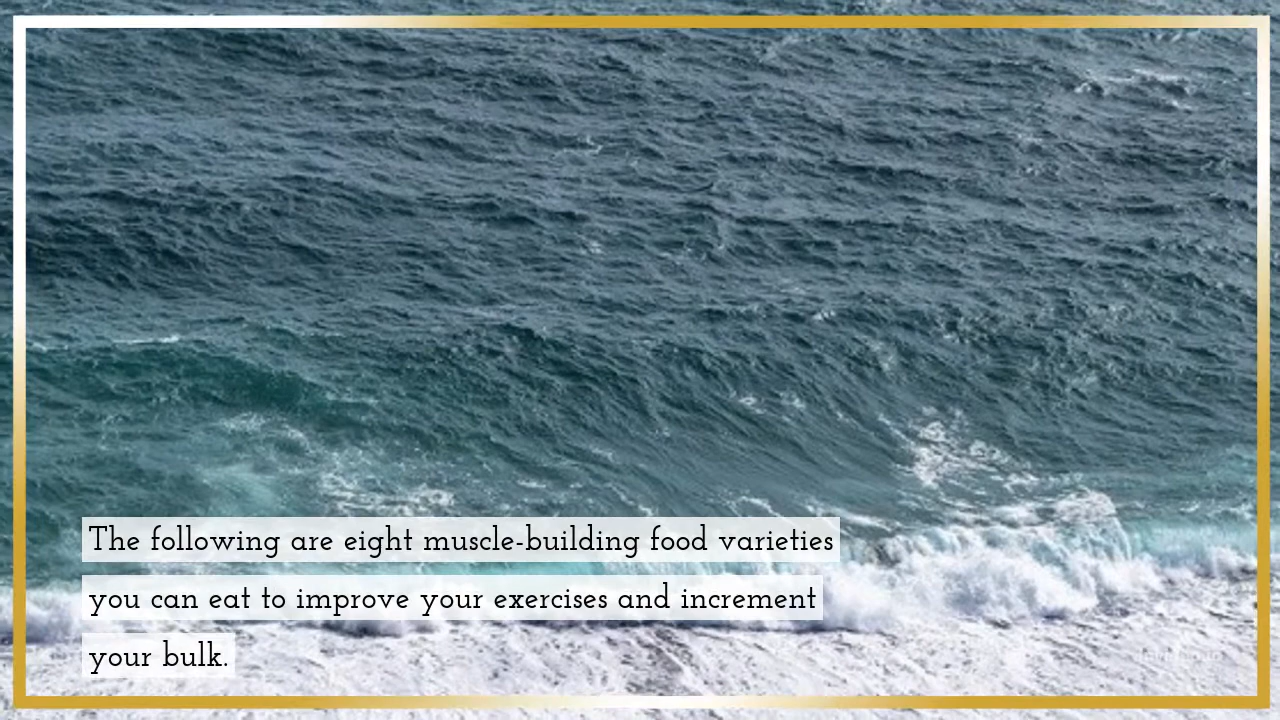 The following are eight muscle-building food varieties
you can eat to improve your exercises and increment
your bulk.